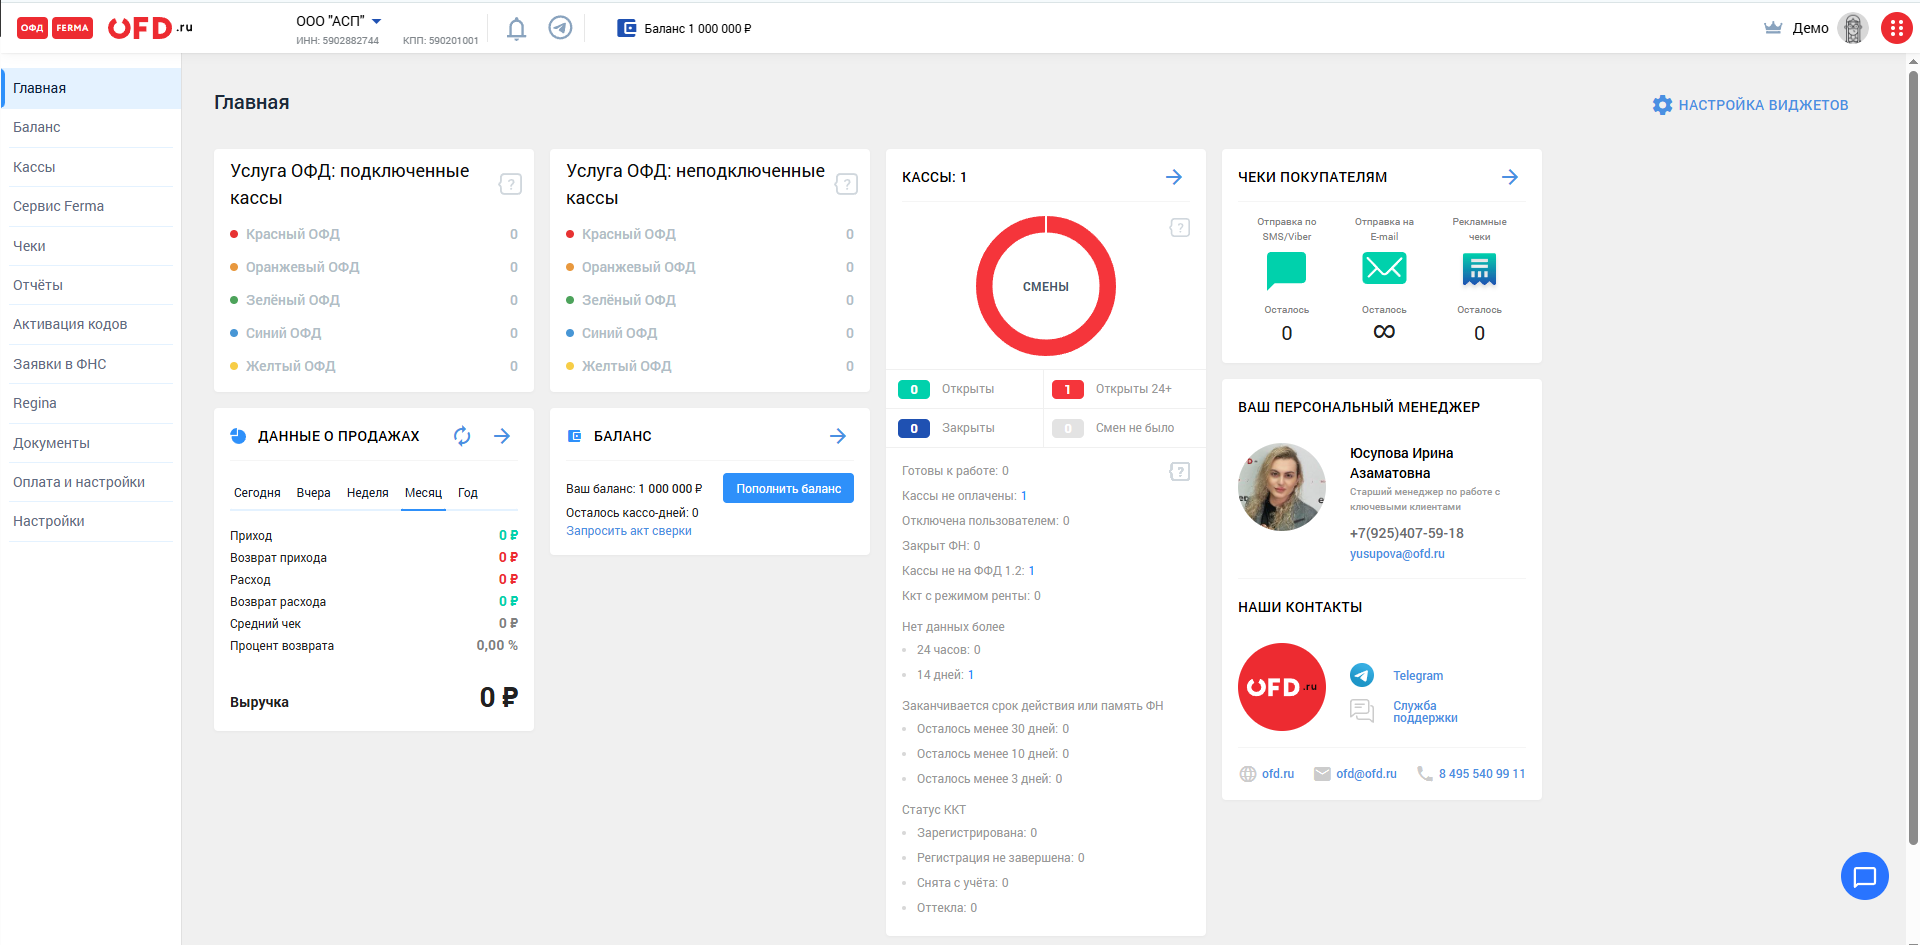 ОФД FERMA OFD.ru
ООО "АСП"
ИНН: 5902882744 КПП: 590201001
Баланс 1 000 000 ₽
Демо
Главная
Баланс
Кассы
Сервис Ferma
Чеки
Отчёты
Активация кодов
Заявки в ФНС
Regina
Документы
Оплата и настройки
Настройки
Главная
НАСТРОЙКА ВИДЖЕТОВ
Услуга ОФД: подключенные
кассы
?
Красный ОФД 0
Оранжевый ОФД 0
Зелёный ОФД 0
Синий ОФД 0
Желтый ОФД 0
Услуга ОФД: неподключенные
кассы
?
Красный ОФД 0
Оранжевый ОФД 0
Зелёный ОФД 0
Синий ОФД 0
Желтый ОФД 0
ДАННЫЕ О ПРОДАЖАХ
Сегодня Вчера Неделя Месяц Год
Приход 0 ₽
Возврат прихода 0 ₽
Расход 0 ₽
Возврат расхода 0 ₽
Средний чек 0 ₽
Процент возврата 0,00 %
Выручка 0 ₽
БАЛАНС
Ваш баланс: 1 000 000 ₽
Пополнить баланс
Осталось кассо-дней: 0
Запросить акт сверки
КАССЫ: 1
?
СМЕНЫ
0 Открыты 1 Открыты 24+
0 Закрыты 0 Смен не было
Готовы к работе: 0
?
Кассы не оплачены: 1
Отключена пользователем: 0
Закрыт ФН: 0
Кассы не на ФФД 1.2: 1
Ккт с режимом ренты: 0
Нет данных более
24 часов: 0
14 дней: 1
Заканчивается срок действия или память ФН
Осталось менее 30 дней: 0
Осталось менее 10 дней: 0
Осталось менее 3 дней: 0
Статус ККТ
Зарегистрирована: 0
Регистрация не завершена: 0
Снята с учёта: 0
Оттекла: 0
ЧЕКИ ПОКУПАТЕЛЯМ
Отправка по
SMS/Viber
Осталось
0
Отправка на
E-mail
Осталось
∞
Рекламные
чеки
Осталось
0
ВАШ ПЕРСОНАЛЬНЫЙ МЕНЕДЖЕР
Юсупова Ирина
Азаматовна
Старший менеджер по работе с
ключевыми клиентами
+7(925)407-59-18
yusupova@ofd.ru
НАШИ КОНТАКТЫ
OFD.ru
Telegram
Служба
поддержки
ofd.ru ofd@ofd.ru 8 495 540 99 11